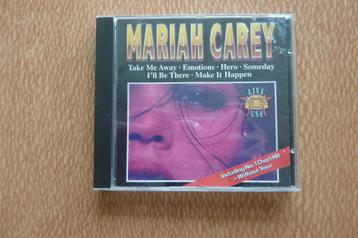 MARIAH CAREY
Take Me Away · Emotions · Hero · Someday
I'll Be There · Make It Happen
LIVE
USA
Including No. 1 Chart Hit
»Without You«